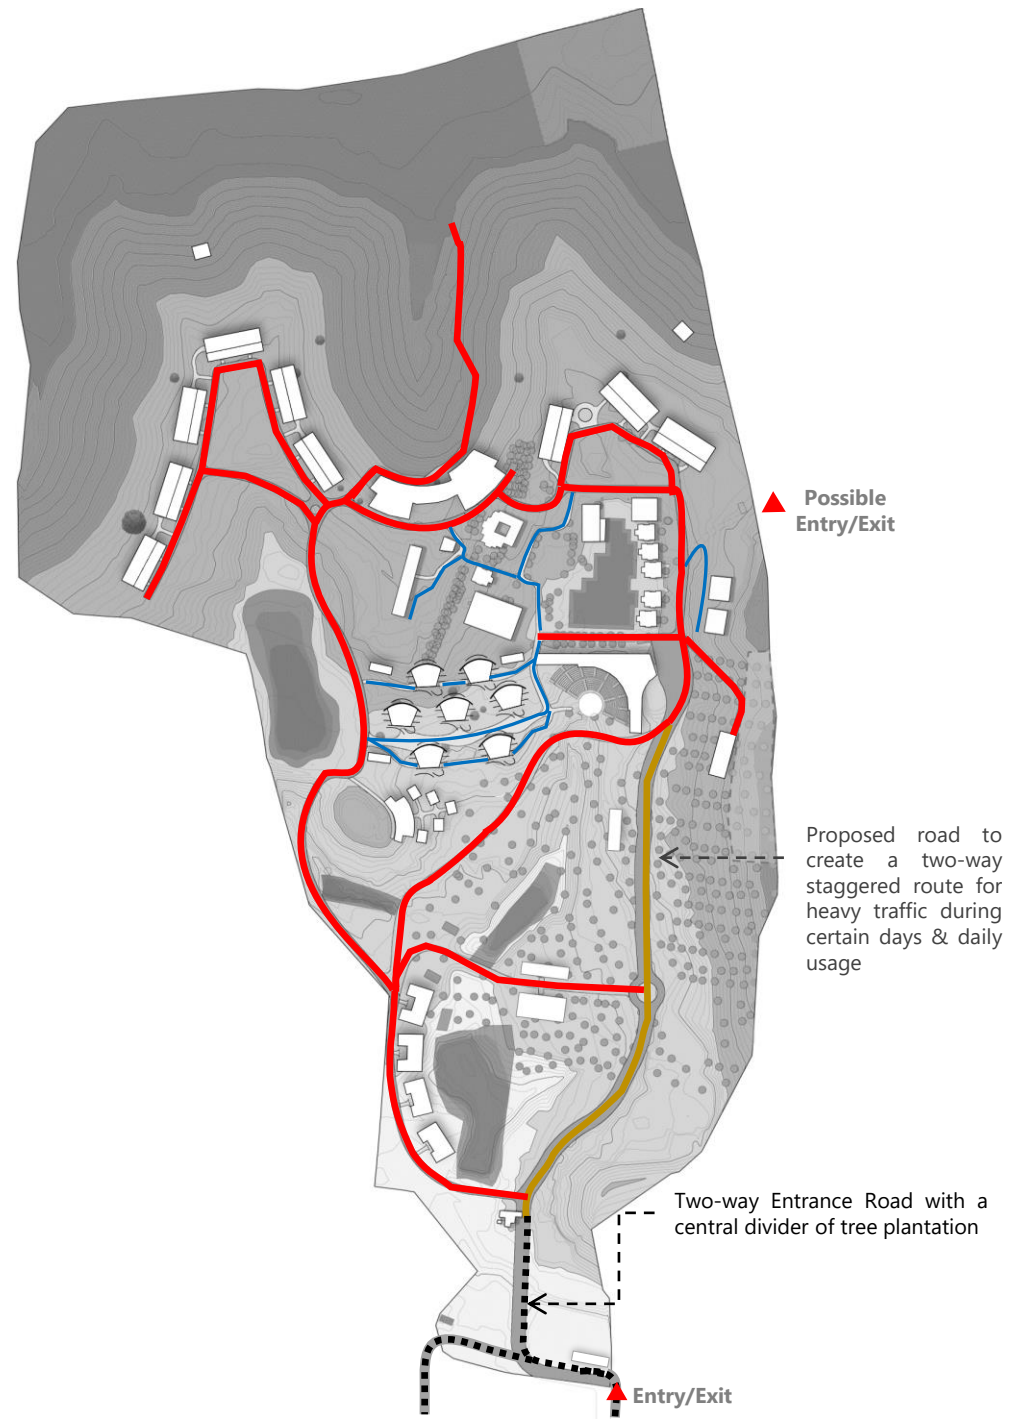 Possible
Entry/Exit
Proposed road to
create a two-way
staggered route for
heavy traffic during
certain days & daily
usage
Two-way Entrance Road with a
central divider of tree plantation
Entry/Exit